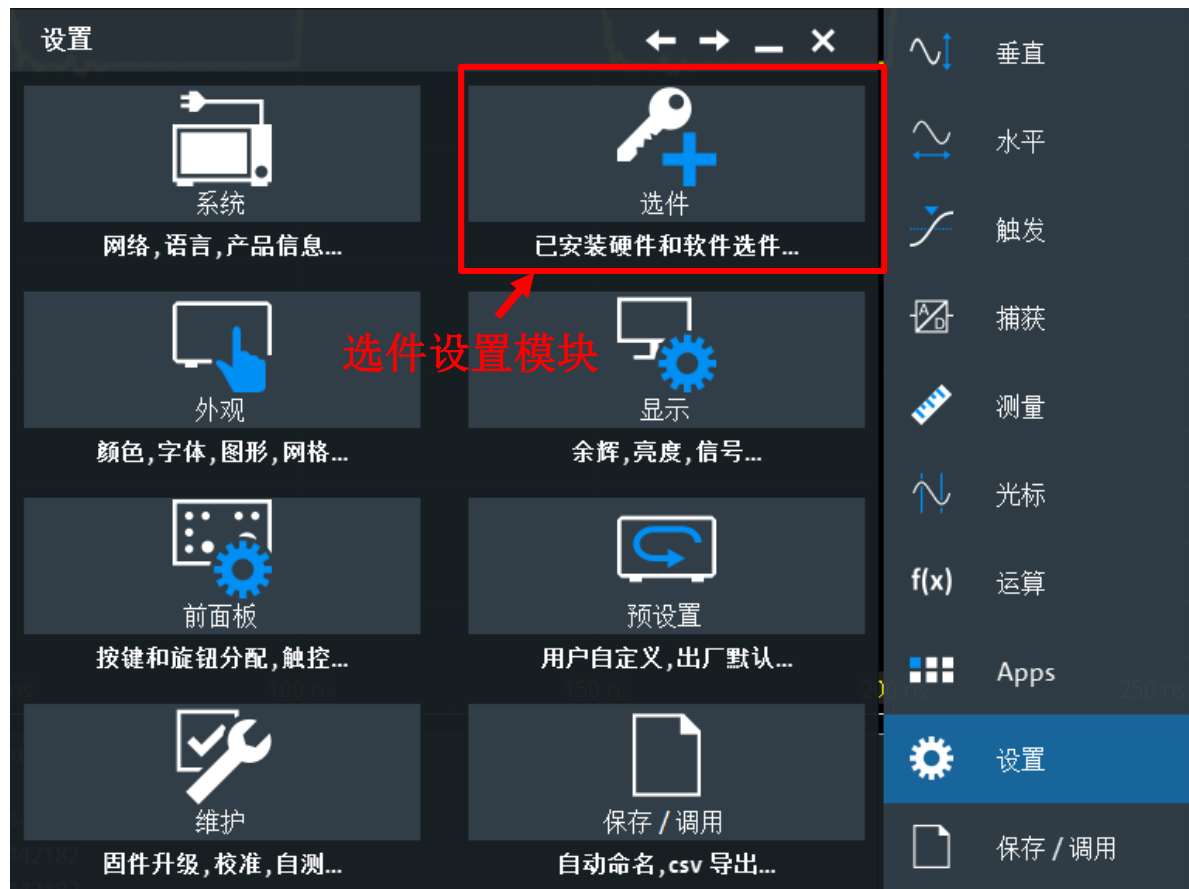 设置
系统
网络,语言,产品信息...
选件
已安装硬件和软件选件...
选件设置模块
外观
颜色,字体,图形,网格...
显示
余辉,亮度,信号...
前面板
按键和旋钮分配,触控...
预设置
用户自定义,出厂默认...
100 ns
150 ns
250 ns
维护
固件升级,校准,自测...
保存 / 调用
自动命名,csv 导出...
垂直
水平
触发
A/D
捕获
测量
光标
f(x)
运算
Apps
设置
保存 / 调用